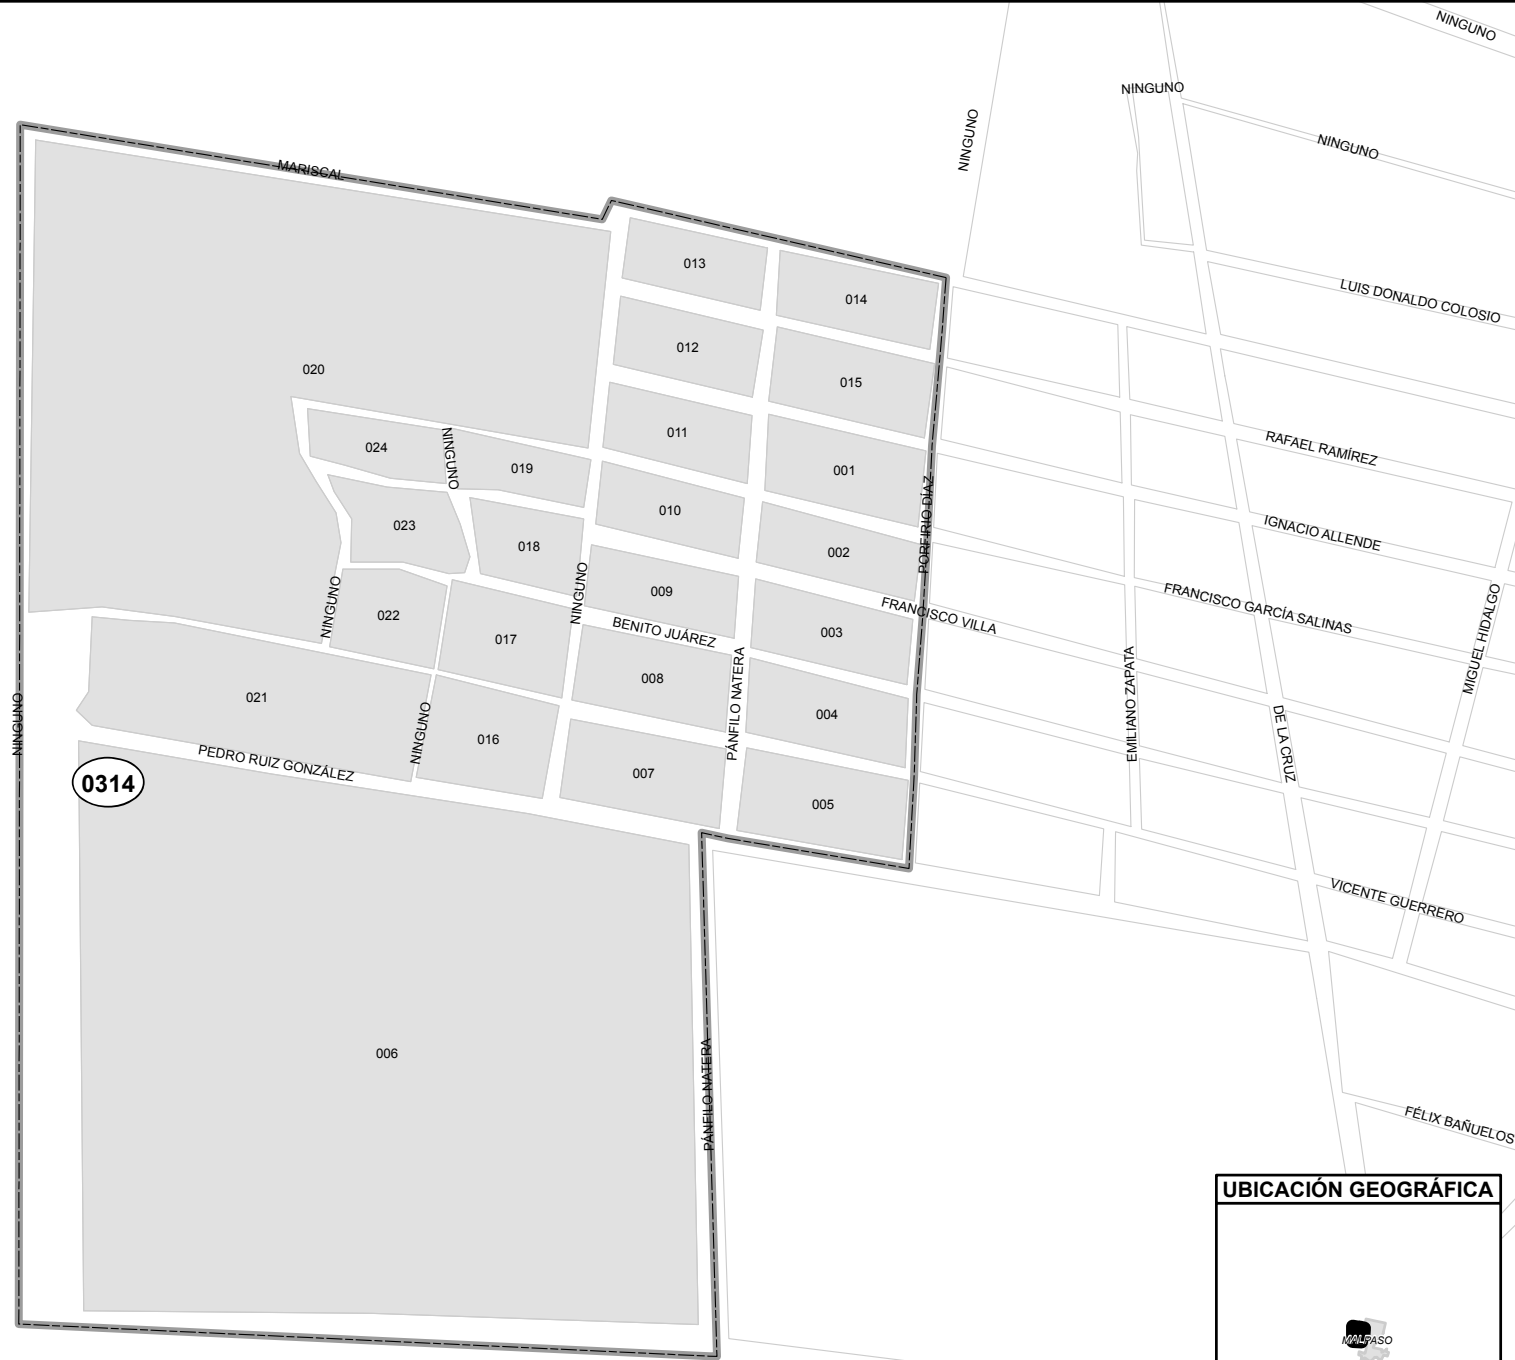 NINGUNO
NINGUNO
NINGUNO
NINGUNO
MARISCAL
013
014
LUIS DONALDO COLOSIO
012
020
015
011
024
NINGUNO
019
001
RAFAEL RAMÍREZ
010
023
018
002
PORFIRIO DÍAZ
IGNACIO ALLENDE
NINGUNO
NINGUNO
009
FRANCISCO VILLA
FRANCISCO GARCÍA SALINAS
022
017
BENITO JUÁREZ
003
MIGUEL HIDALGO
008
021
PÁNFILO NATERA
004
EMILIANO ZAPATA
NINGUNO
NINGUNO
016
DE LA CRUZ
PEDRO RUIZ GONZÁLEZ
007
0314
005
VICENTE GUERRERO
006
PÁNFILO NATERA
FÉLIX BAÑUELOS
UBICACIÓN GEOGRÁFICA
MALPASO